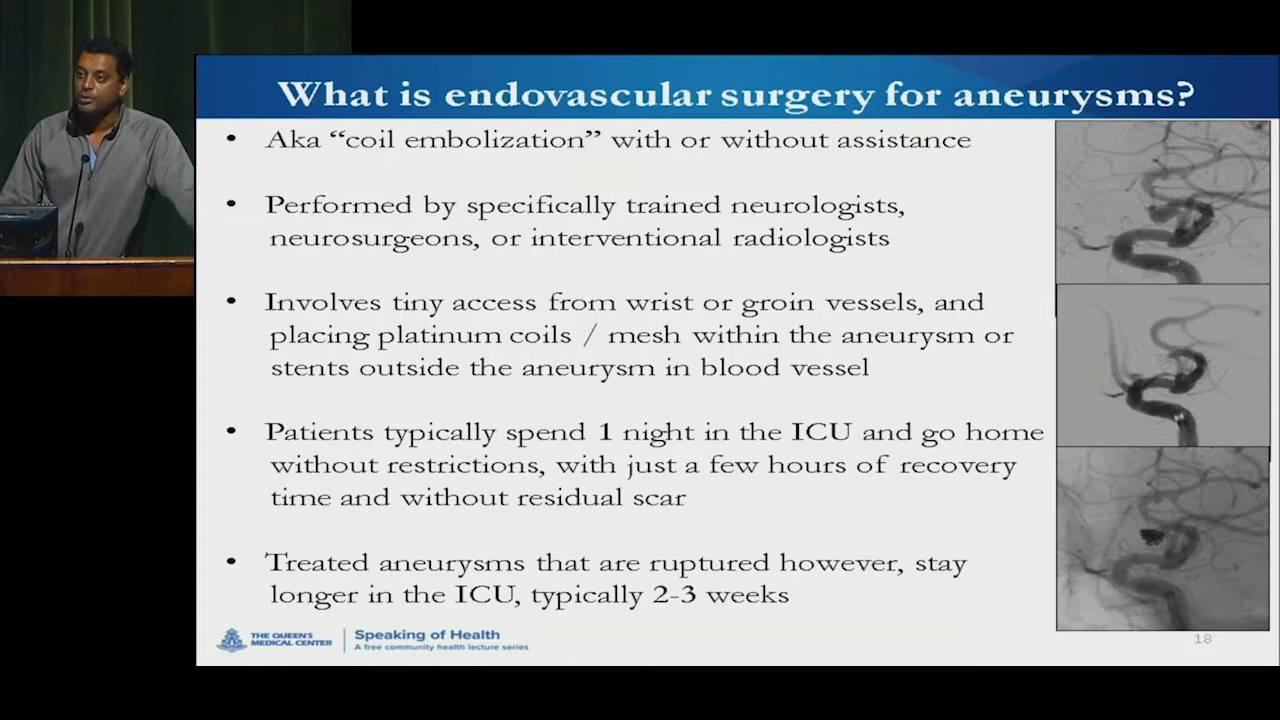 What is endovascular surgery for aneurysms?
• Aka “coil embolization” with or without assistance
• Performed by specifically trained neurologists,
neurosurgeons, or interventional radiologists
• Involves tiny access from wrist or groin vessels, and
placing platinum coils / mesh within the aneurysm or
stents outside the aneurysm in blood vessel
• Patients typically spend 1 night in the ICU and go home
without restrictions, with just a few hours of recovery
time and without residual scar
• Treated aneurysms that are ruptured however, stay
longer in the ICU, typically 2-3 weeks
THE QUEEN'S
MEDICAL CENTER
Speaking of Health
A free community health lecture series
18